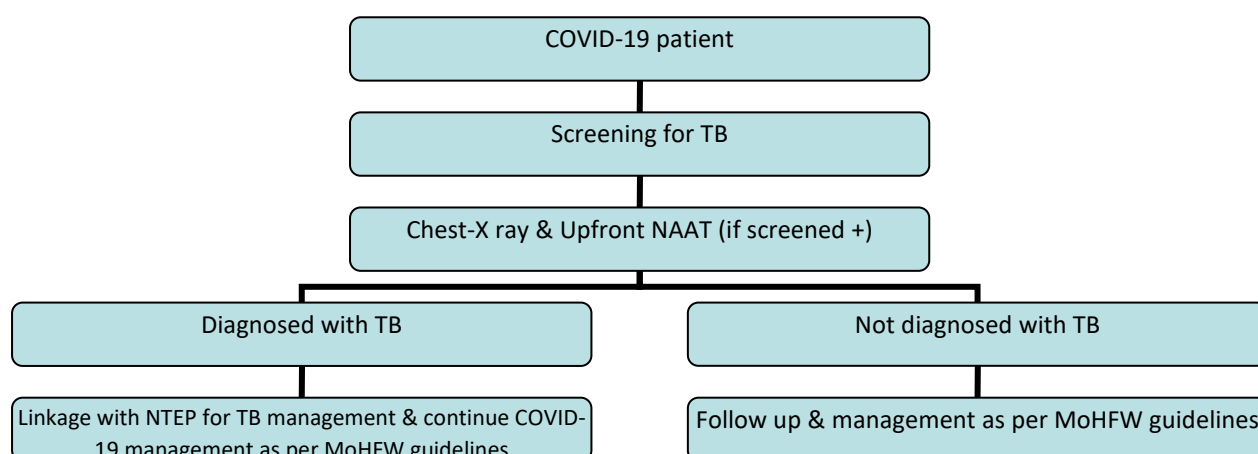 COVID-19 patient
Screening for TB
Chest-X ray & Upfront NAAT (if screened +)
Diagnosed with TB
Not diagnosed with TB
Linkage with NTEP for TB management & continue COVID-
19 management as per MoHFW guidelines
Follow up & management as per MoHFW guidelines